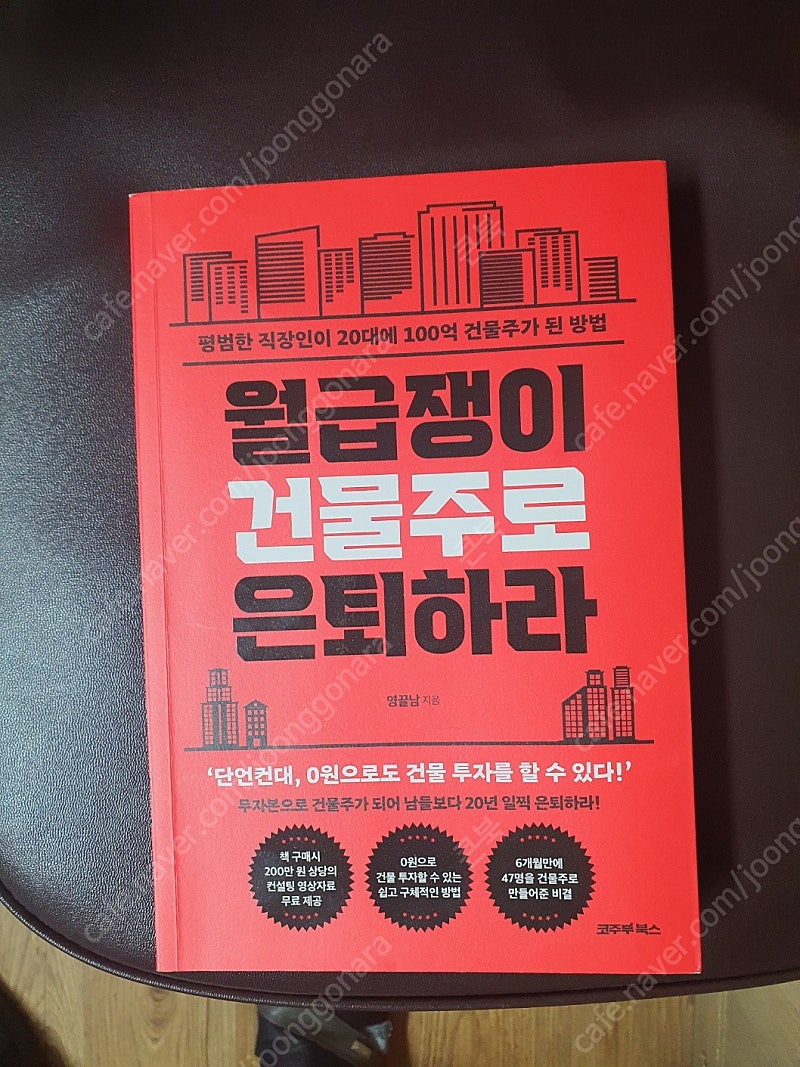 평범한 직장인이 20대에 100억 건물주가 된 방법
월급쟁이
건물주로
은퇴하라
영끌남 지음
‘단언컨대, 0원으로도 건물 투자를 할 수 있다!’
무자본으로 건물주가 되어 남들보다 20년 일찍 은퇴하라!
책 구매시
200만 원 상당의
컨설팅 영상자료
무료 제공
0원으로
건물 투자할 수 있는
쉽고 구체적인 방법
6개월만에
47명을 건물주로
만들어준 비결
코주부북스
cafe.naver.com/joonggonara